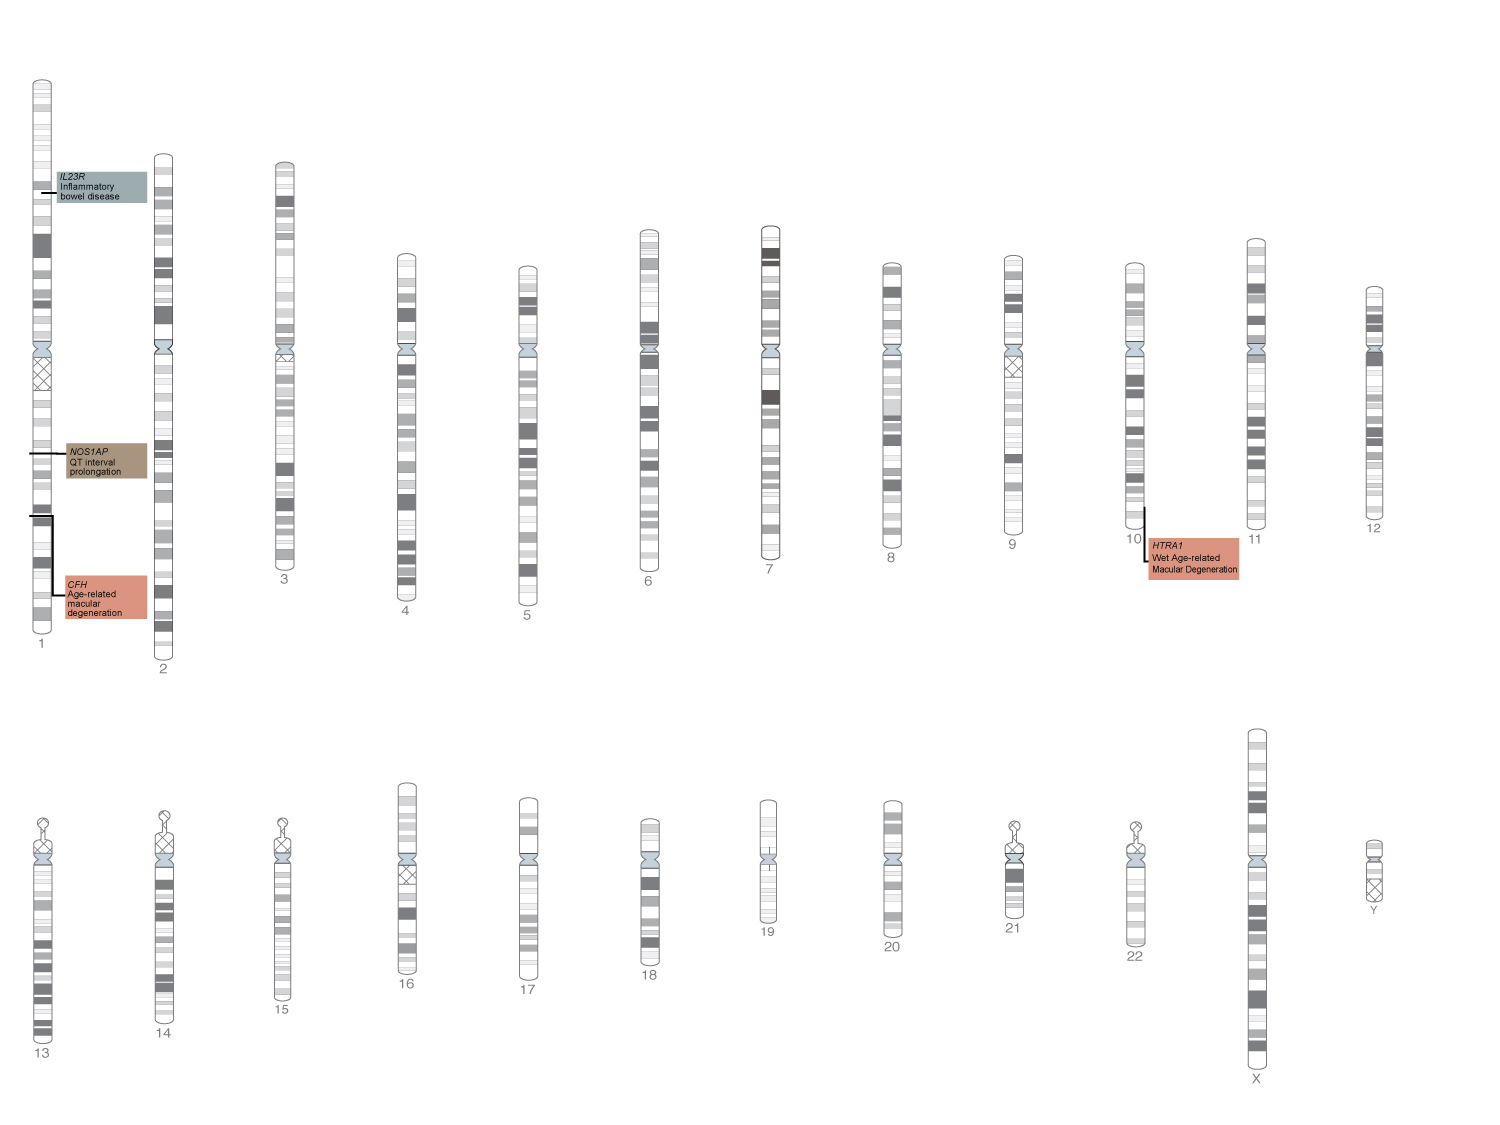 IL23R
Inflammatory
bowel disease
NOS1AP
QT interval
prolongation
CFH
Age-related
macular
degeneration
HTRA1
Wet Age-related
Macular Degeneration
1
2
3
4
5
6
7
8
9
10
11
12
13
14
15
16
17
18
19
20
21
22
X
Y